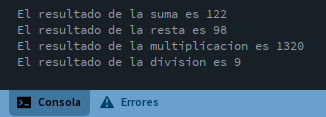 El resultado de la suma es 122
El resultado de la resta es 98
El resultado de la multiplicacion es 1320
El resultado de la division es 9
Consola
Errores